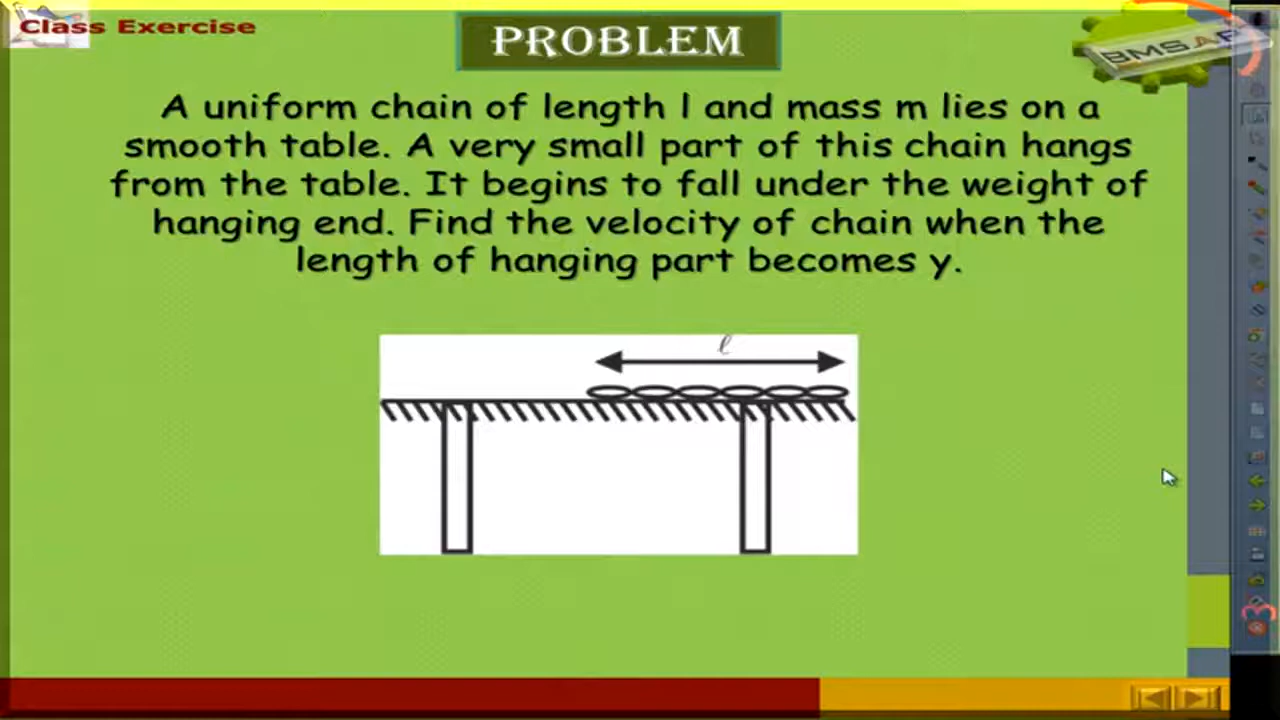 Class Exercise
PROBLEM
BMSAP
A uniform chain of length l and mass m lies on a
smooth table. A very small part of this chain hangs
from the table. It begins to fall under the weight of
hanging end. Find the velocity of chain when the
length of hanging part becomes y.
ℓ